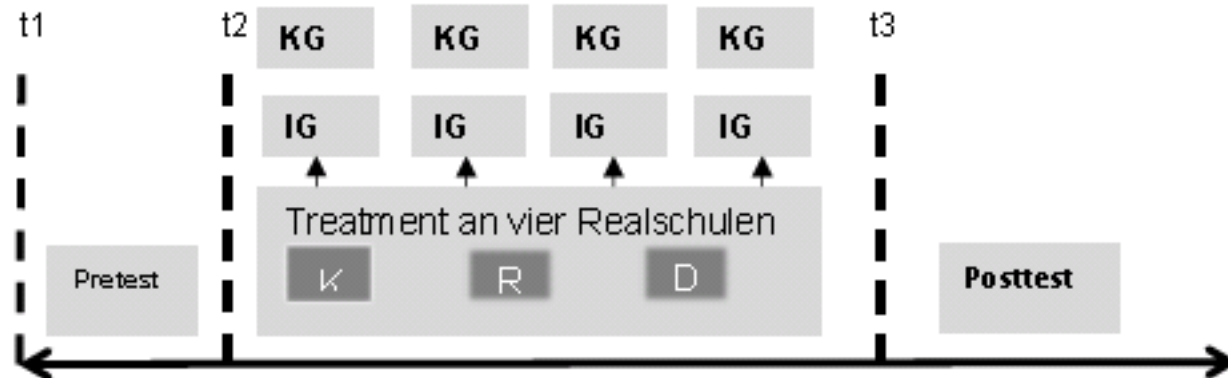 t1 t2 KG KG KG KG t3
IG IG IG IG
Treatment an vier Realschulen
K R D
Pretest
Posttest